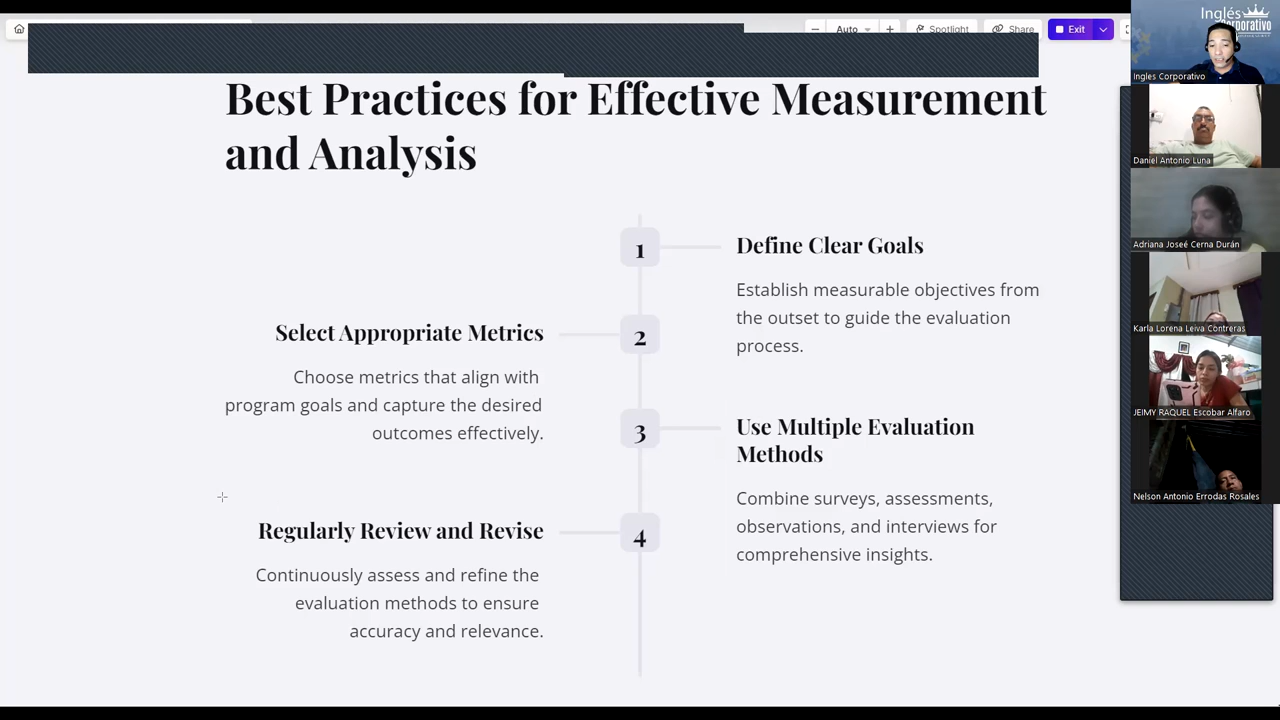 Auto
Spotlight
Share
Exit
Best Practices for Effective Measurement
and Analysis
1
Define Clear Goals
Establish measurable objectives from
the outset to guide the evaluation
process.
2
Select Appropriate Metrics
Choose metrics that align with
program goals and capture the desired
outcomes effectively.
3
Use Multiple Evaluation
Methods
Combine surveys, assessments,
observations, and interviews for
comprehensive insights.
4
Regularly Review and Revise
Continuously assess and refine the
evaluation methods to ensure
accuracy and relevance.
Inglés
Corporativo
Ingles Corporativo
Daniel Antonio Luna
Adriana Joseé Cerna Durán
Karla Lorena Leiva Contreras
JEIMY RAQUEL Escobar Alfaro
Nelson Antonio Errodas Rosales